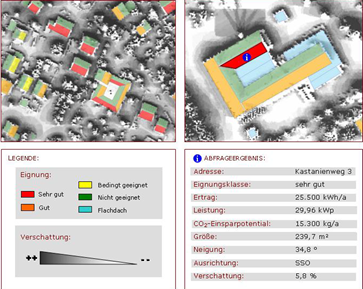 LEGENDE:
Eignung:
Sehr gut
Gut
Bedingt geeignet
Nicht geeignet
Flachdach
Verschattung:
++
--
i ABFRAGEERGEBNIS:
Adresse: Kastanienweg 3
Eignungsklasse: sehr gut
Ertrag: 25.500 kWh/a
Leistung: 29,96 kWp
CO₂-Einsparpotential: 15.300 kg/a
Größe: 239,7 m²
Neigung: 34,8 °
Ausrichtung: SSO
Verschattung: 5,8 %